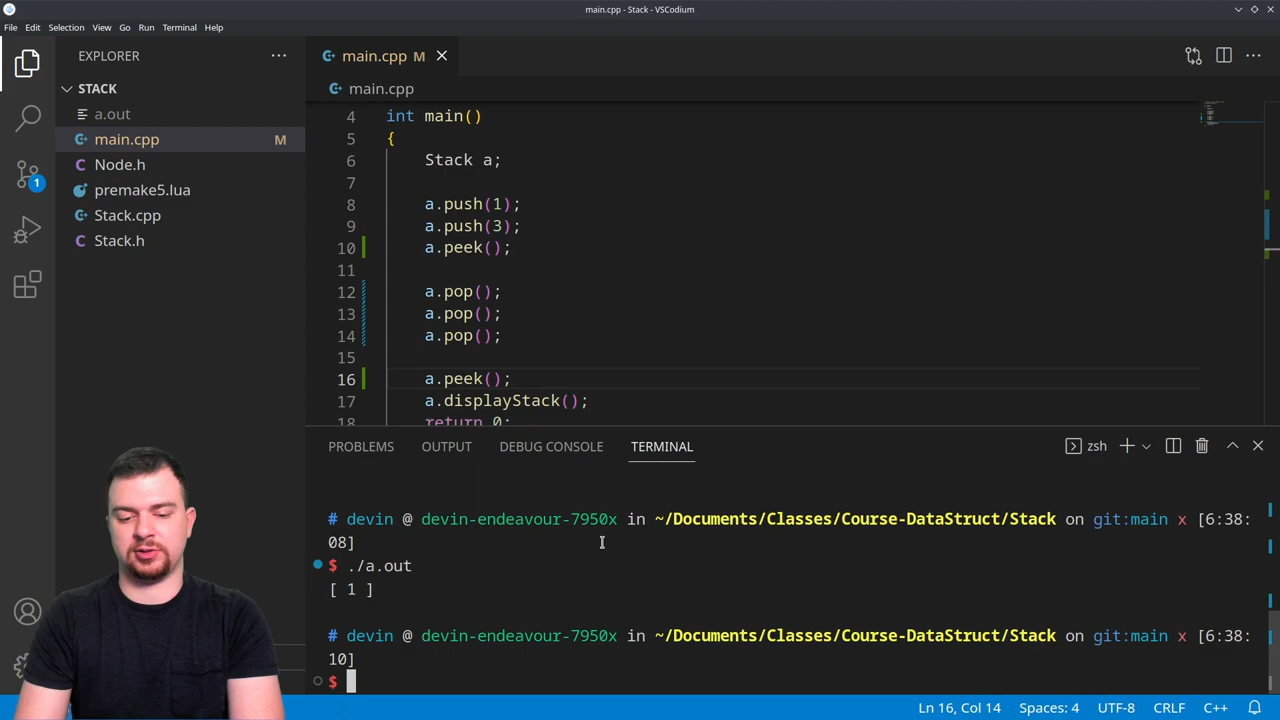 main.cpp - Stack - VSCodium
File Edit Selection View Go Run Terminal Help
EXPLORER
STACK
a.out
main.cpp M
Node.h
premake5.lua
Stack.cpp
Stack.h
1
main.cpp M
main.cpp
4 int main()
5 {
6 Stack a;
7
8 a.push(1);
9 a.push(3);
10 a.peek();
11
12 a.pop();
13 a.pop();
14 a.pop();
15
16 a.peek();
17 a.displayStack();
18 return 0;
PROBLEMS OUTPUT DEBUG CONSOLE TERMINAL zsh
# devin @ devin-endeavour-7950x in ~/Documents/Classes/Course-DataStruct/Stack on git:main x [6:38:
08]
$ ./a.out
[ 1 ]
# devin @ devin-endeavour-7950x in ~/Documents/Classes/Course-DataStruct/Stack on git:main x [6:38:
10]
$
Ln 16, Col 14 Spaces: 4 UTF-8 CRLF C++